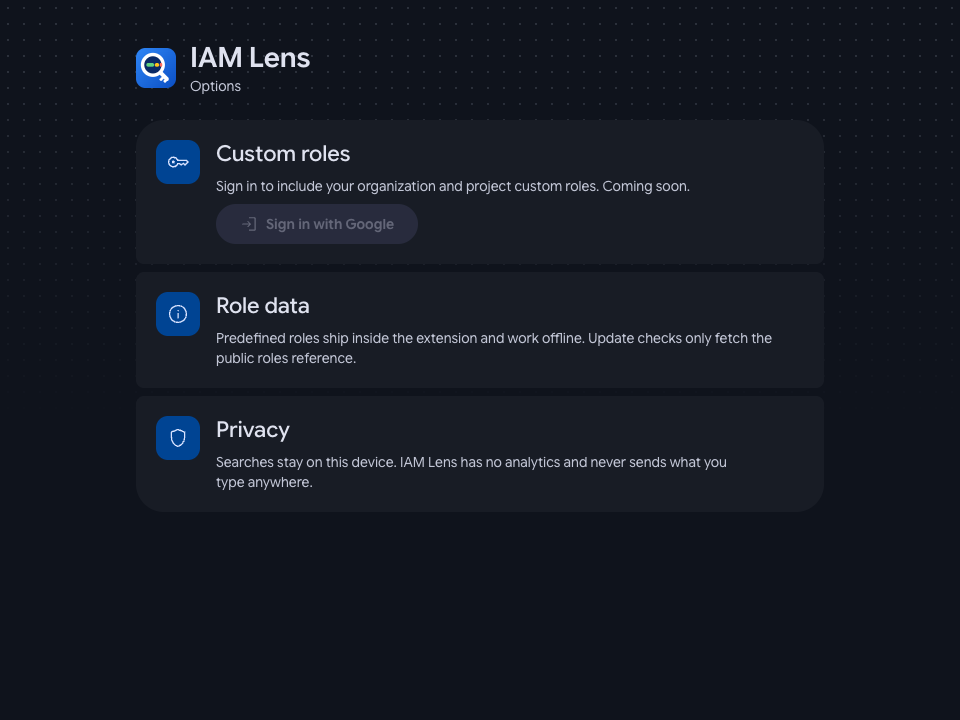 IAM Lens
Options
Custom roles
Sign in to include your organization and project custom roles. Coming soon.
Sign in with Google
Role data
Predefined roles ship inside the extension and work offline. Update checks only fetch the
public roles reference.
Privacy
Searches stay on this device. IAM Lens has no analytics and never sends what you
type anywhere.